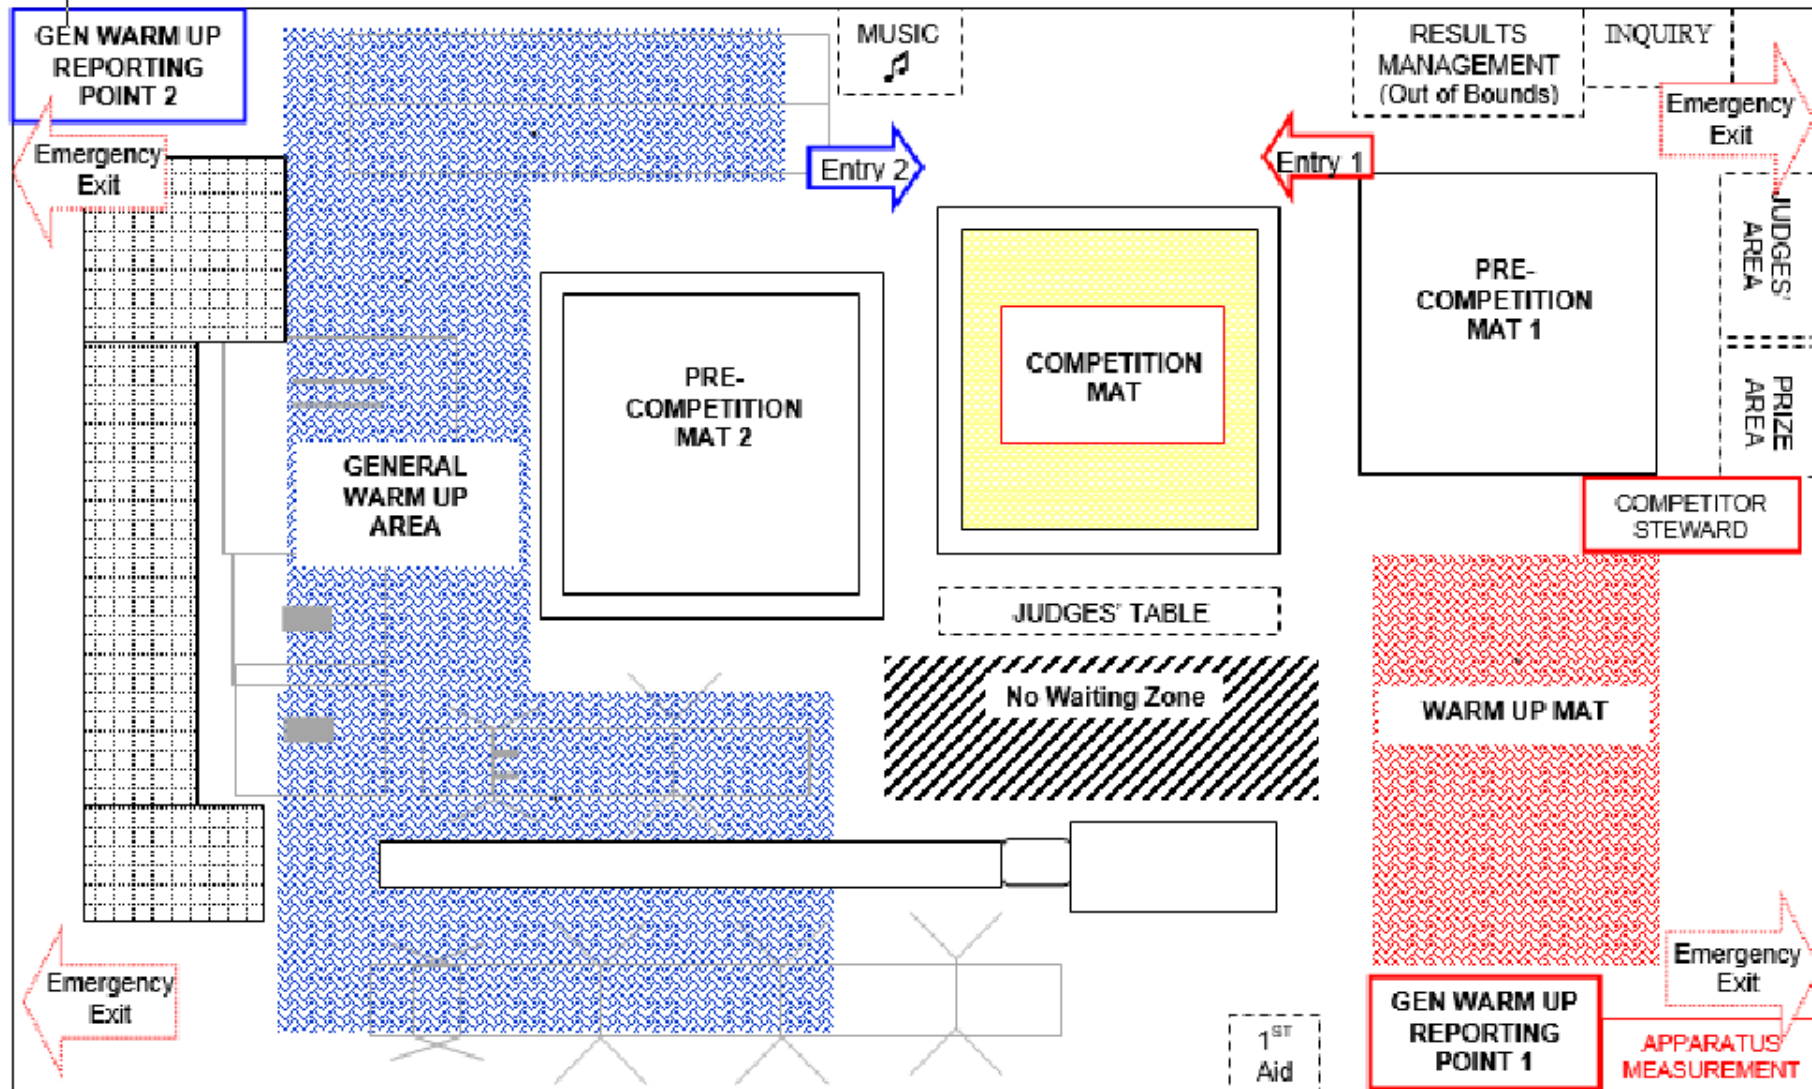 GEN WARM UP
REPORTING
POINT 2
MUSIC
RESULTS
MANAGEMENT
(Out of Bounds)
INQUIRY
Emergency
Exit
Emergency
Exit
Entry 2
Entry 1
JUDGES'
AREA
PRE-
COMPETITION
MAT 1
PRE-
COMPETITION
MAT 2
COMPETITION
MAT
PRIZE
AREA
GENERAL
WARM UP
AREA
COMPETITOR
STEWARD
JUDGES' TABLE
No Waiting Zone
WARM UP MAT
Emergency
Exit
Emergency
Exit
GEN WARM UP
REPORTING
POINT 1
1ST
Aid
APPARATUS
MEASUREMENT